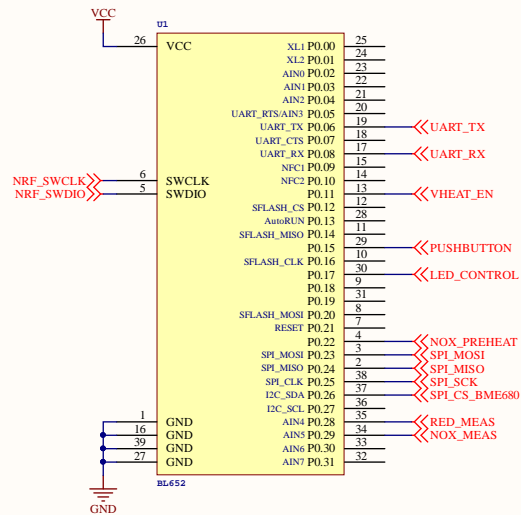 VCC
U1
26 VCC XL1 P0.00 25
XL2 P0.01 24
AIN0 P0.02 23
AIN1 P0.03 22
AIN2 P0.04 21
UART_RTS/AIN3 P0.05 20
UART_TX P0.06 19 UART_TX
UART_CTS P0.07 18
UART_RX P0.08 17 UART_RX
NFC1 P0.09 15
NRF_SWCLK 6 SWCLK NFC2 P0.10 14
NRF_SWDIO 5 SWDIO P0.11 13 VHEAT_EN
SFLASH_CS P0.12 12
AutoRUN P0.13 28
SFLASH_MISO P0.14 11
P0.15 29 PUSHBUTTON
SFLASH_CLK P0.16 10
P0.17 30 LED_CONTROL
P0.18 9
P0.19 31
SFLASH_MOSI P0.20 8
RESET P0.21 7
P0.22 4 NOX_PREHEAT
SPI_MOSI P0.23 3 SPI_MOSI
SPI_MISO P0.24 2 SPI_MISO
SPI_CLK P0.25 38 SPI_SCK
I2C_SDA P0.26 37 SPI_CS_BME680
I2C_SCL P0.27 36
1 GND AIN4 P0.28 35 RED_MEAS
16 GND AIN5 P0.29 34 NOX_MEAS
39 GND AIN6 P0.30 33
27 GND AIN7 P0.31 32
BL652
GND